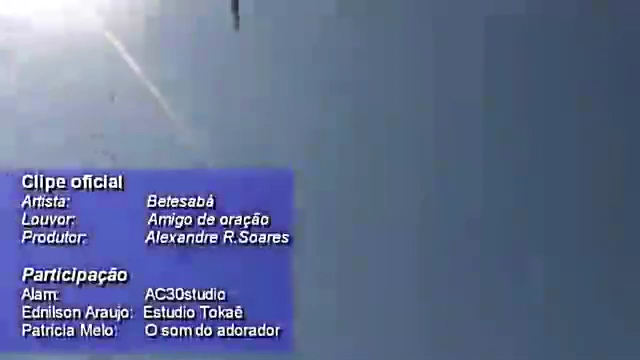 Clipe oficial
Artista: Betesabá
Louvor: Amigo de oração
Produtor: Alexandre R.Soares
Participação
Alam: AC30studio
Ednilson Araujo: Estudio Tokaê
Patrícia Melo: O som do adorador